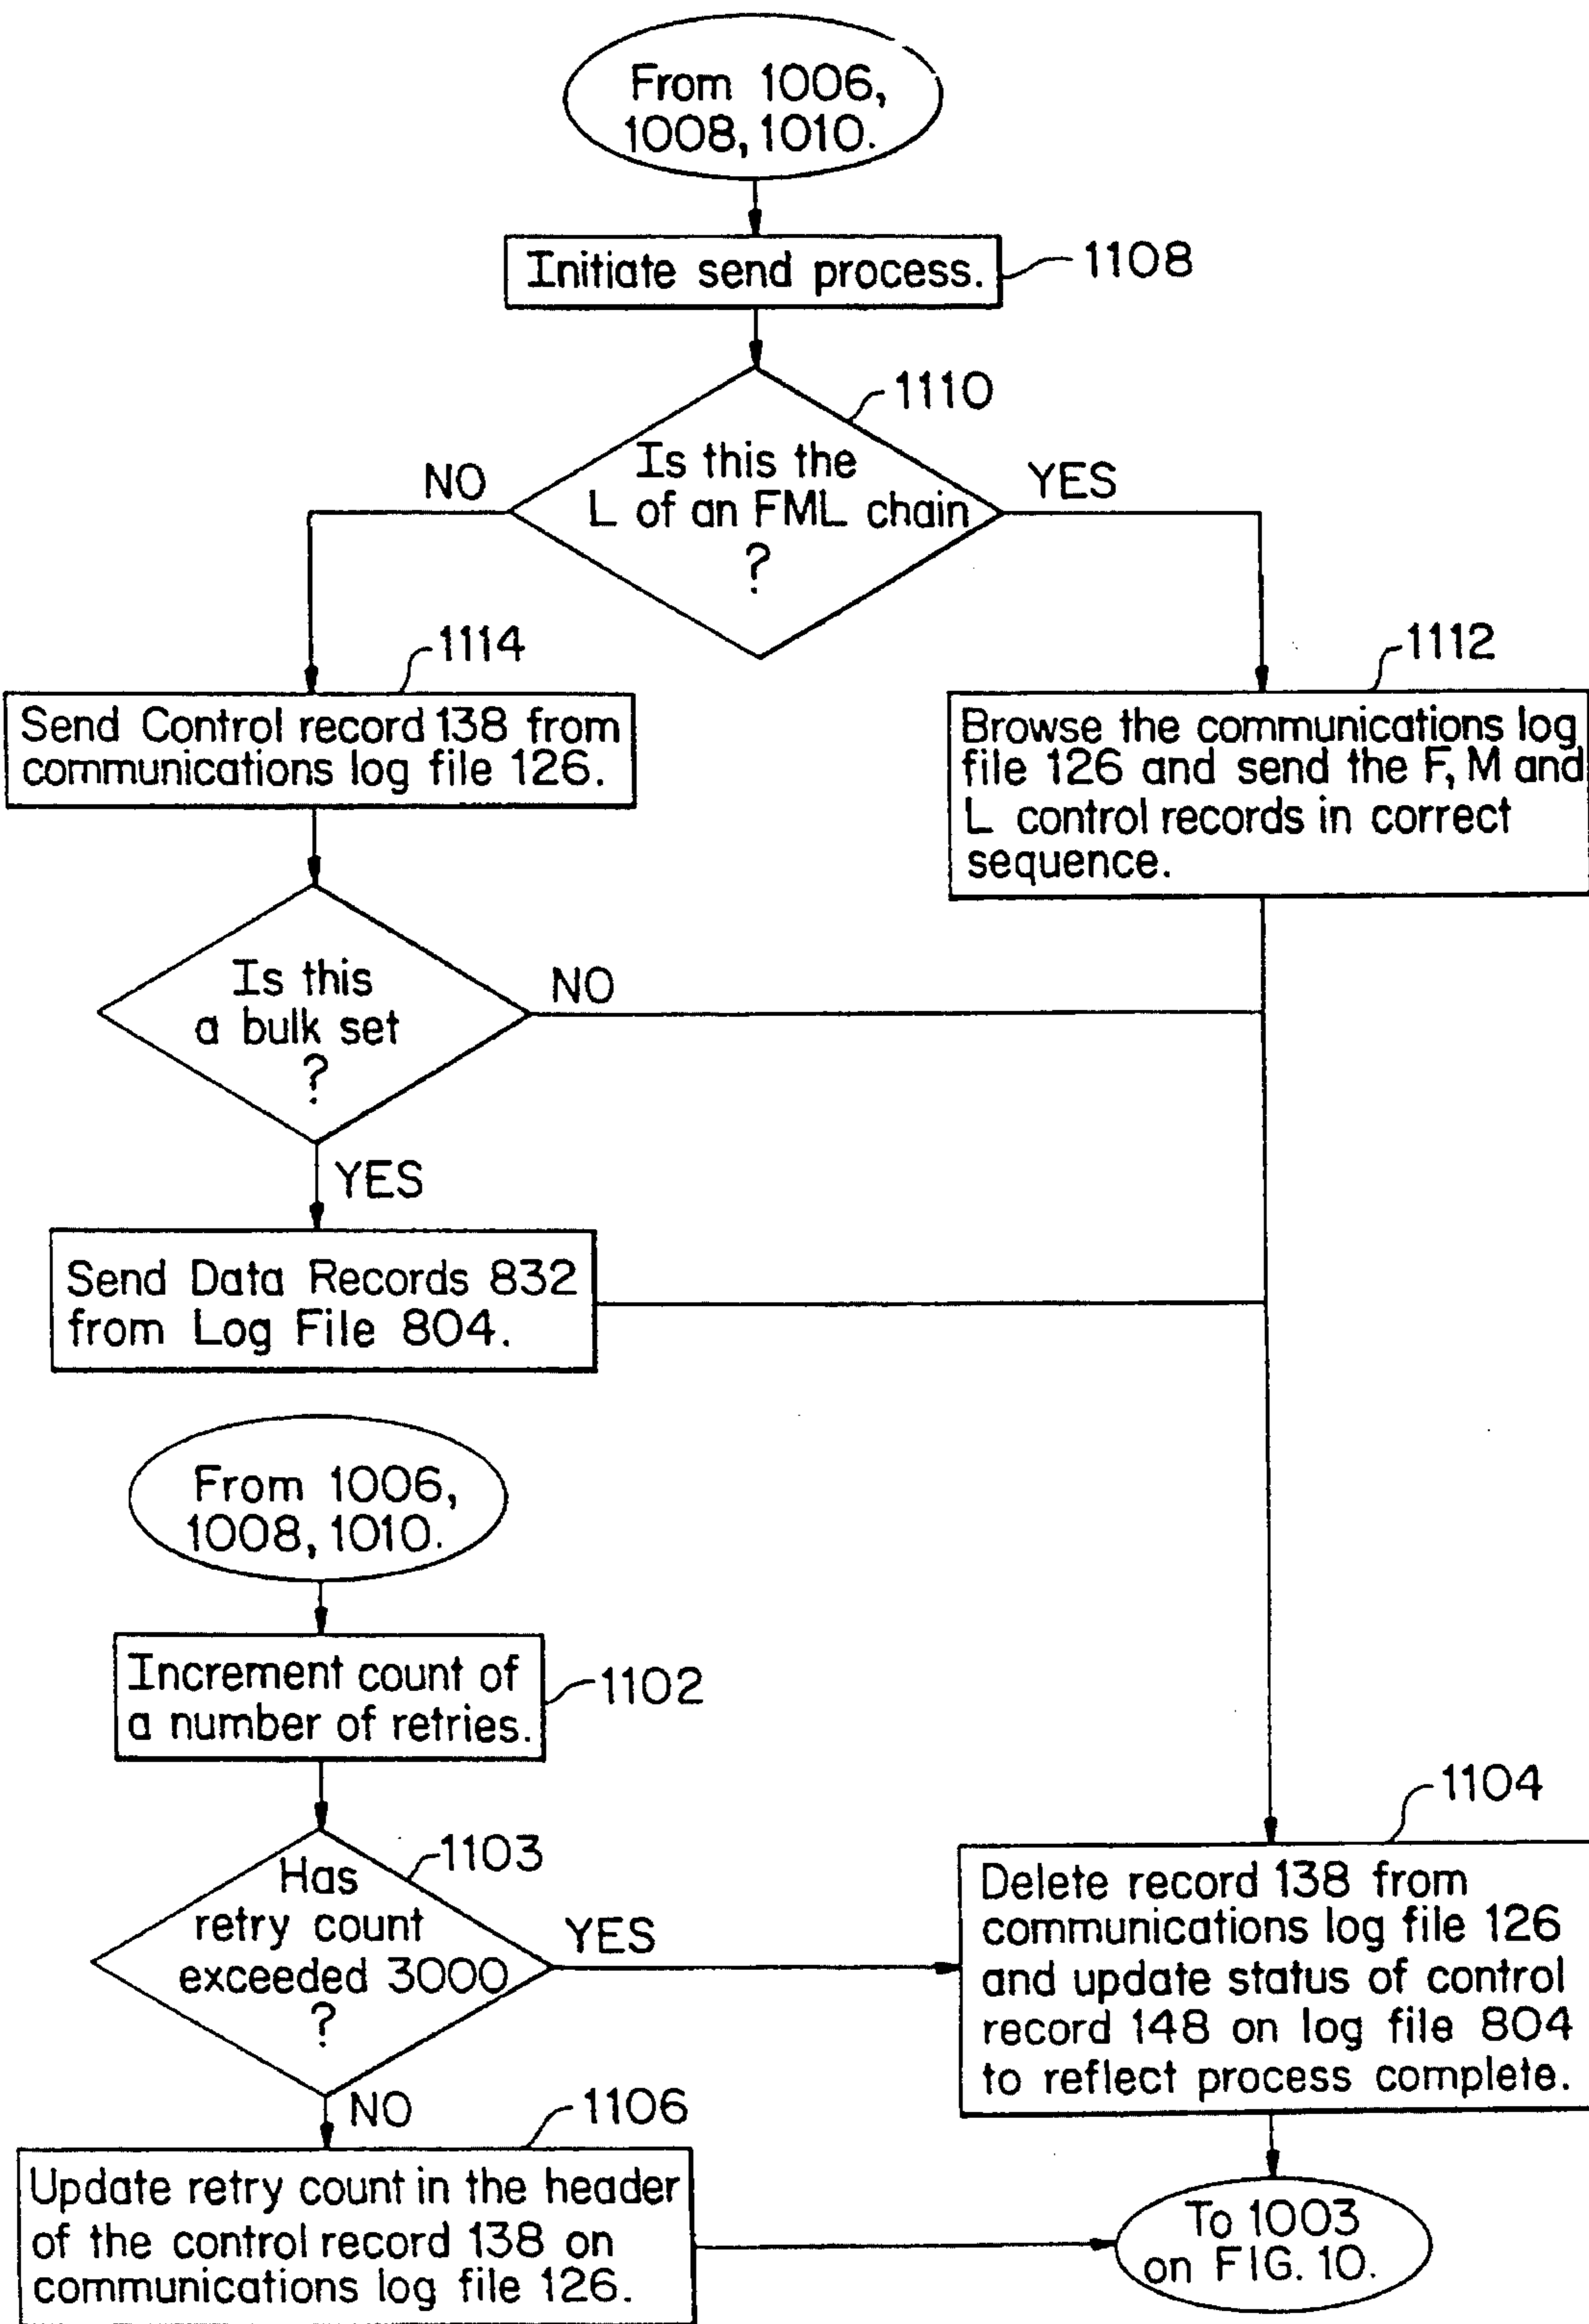 From 1006,
1008, 1010.
Initiate send process.
1108
1110
Is this the
L of an FML chain
?
NO
YES
1114
Send Control record 138 from
communications log file 126.
1112
Browse the communications log
file 126 and send the F, M and
L control records in correct
sequence.
Is this
a bulk set
?
NO
YES
Send Data Records 832
from Log File 804.
From 1006,
1008, 1010.
Increment count of
a number of retries.
1102
1103
Has
retry count
exceeded 3000
?
YES
NO
1104
Delete record 138 from
communications log file 126
and update status of control
record 148 on log file 804
to reflect process complete.
1106
Update retry count in the header
of the control record 138 on
communications log file 126.
To 1003
on FIG. 10.